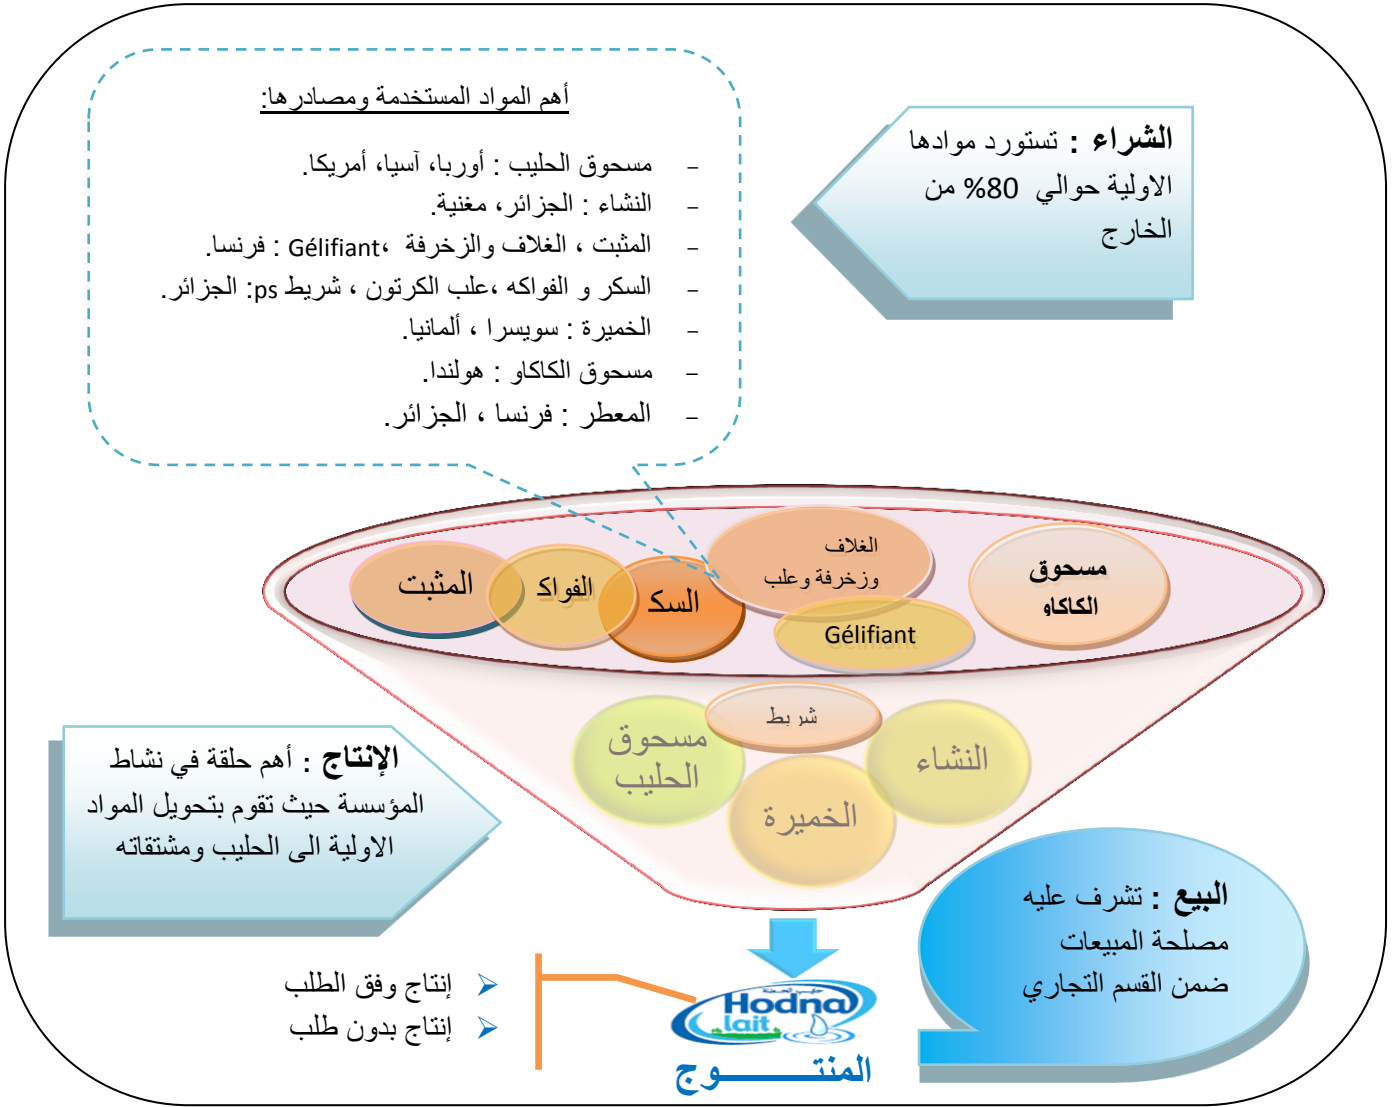 أهم المواد المستخدمة ومصادرها:
- مسحوق الحليب : أوربا، آسيا، أمريكا.
- النشاء : الجزائر، مغنية.
- المثبت ، الغلاف والزخرفة ،Gélifiant : فرنسا.
- السكر و الفواكه ،علب الكرتون ، شريط ps: الجزائر.
- الخميرة : سويسرا ، ألمانيا.
- مسحوق الكاكاو : هولندا.
- المعطر : فرنسا ، الجزائر.
الشراء : تستورد موادها
الاولية حوالي 80% من
الخارج
مسحوق
الكاكاو
الغلاف
وزخرفة وعلب
Gélifiant
السك
الفواك
المثبت
شريط
النشاء
مسحوق
الحليب
الخميرة
الإنتاج : أهم حلقة في نشاط
المؤسسة حيث تقوم بتحويل المواد
الاولية الى الحليب ومشتقاته
البيع : تشرف عليه
مصلحة المبيعات
ضمن القسم التجاري
إنتاج وفق الطلب
إنتاج بدون طلب
Hodna
lait
المنتـــــــوج